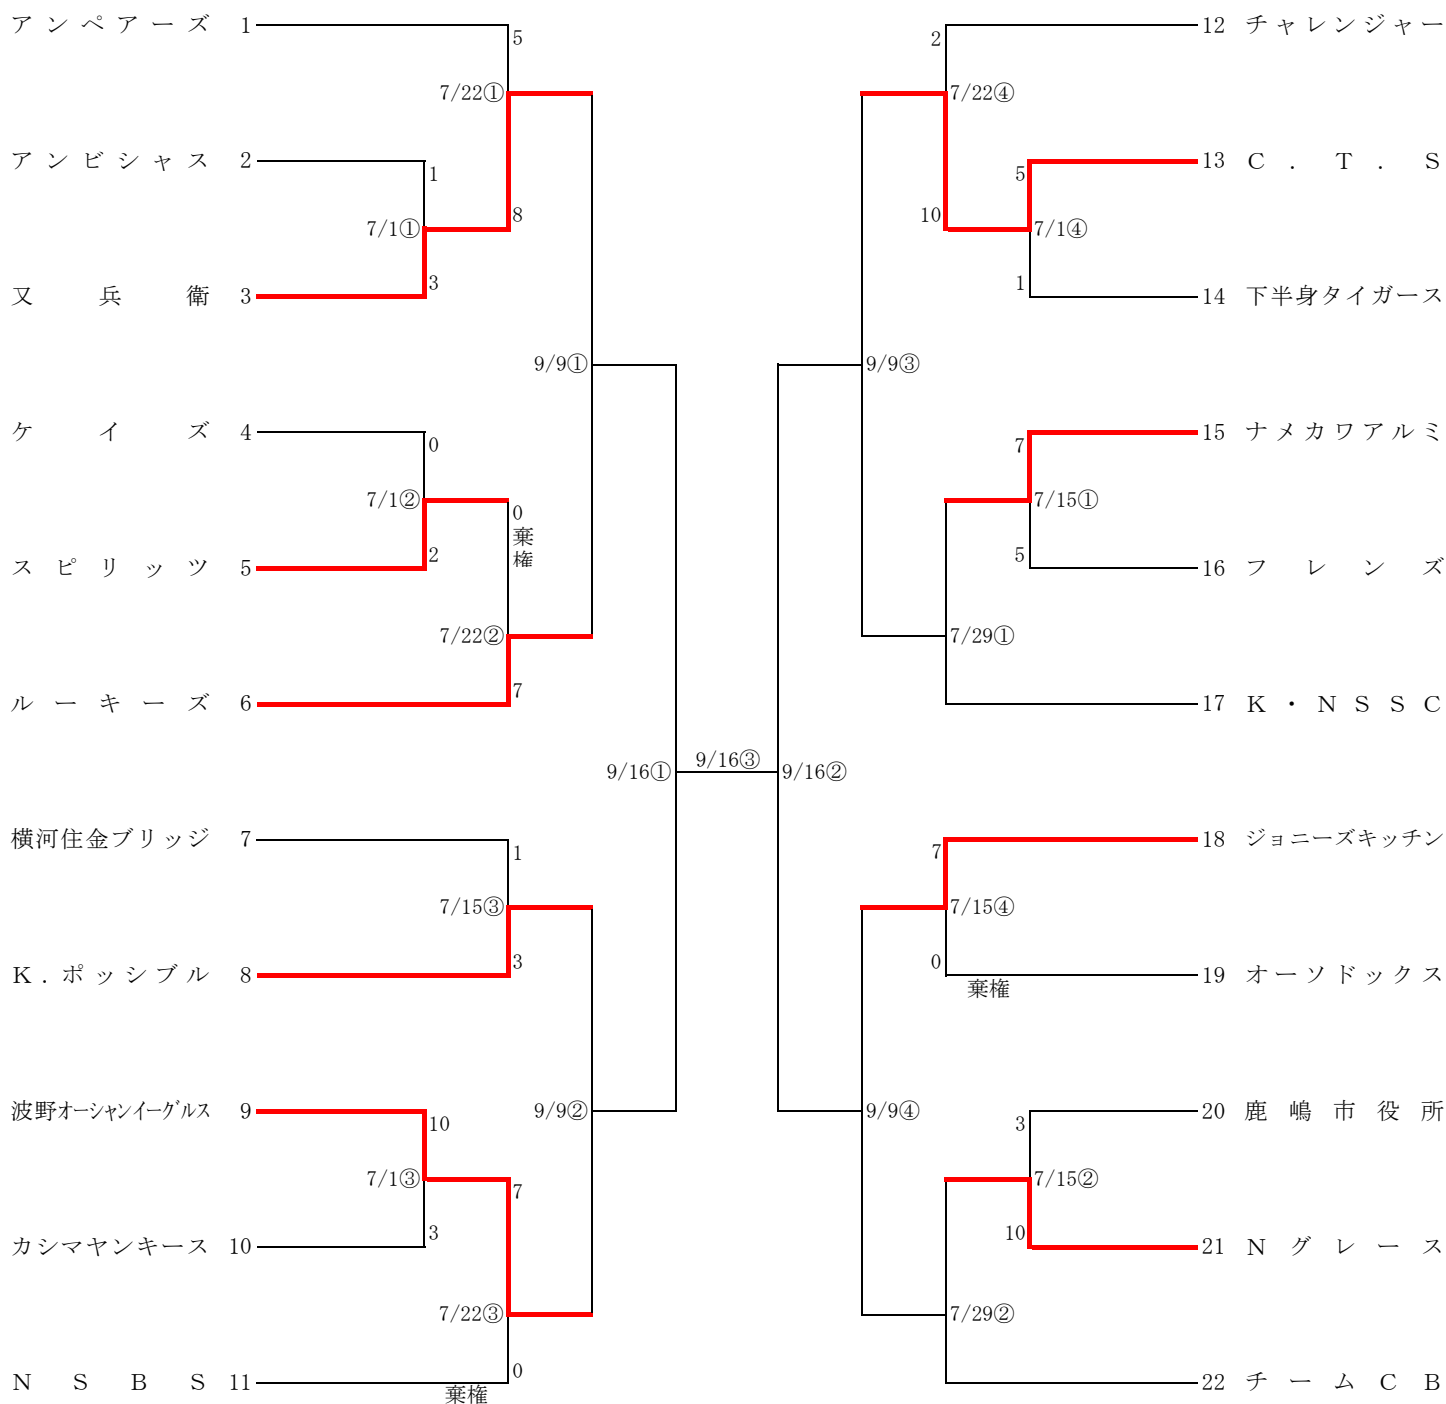 アンペアーズ 1
5
7/22①
アンビシャス 2
1
7/1①
8
又兵衛 3
3
9/9①
ケイズ 4
0
7/1②
0
棄権
スピリッツ 5
2
7/22②
ルーキーズ 6
7
9/16①
横河住金ブリッジ 7
1
7/15③
K.ポッシブル 8
3
波野オーシャンイーグルス 9
10
9/9②
7/1③
7
カシマヤンキース 10
3
7/22③
NSBS 11
0
棄権
9/16③
12 チャレンジャー
2
7/22④
13 C.T.S
5
10
7/1④
14 下半身タイガース
1
9/9③
15 ナメカワアルミ
7
7/15①
16 フレンズ
5
7/29①
17 K・NSSC
9/16②
18 ジョニーズキッチン
7
7/15④
19 オーソドックス
0
棄権
9/9④
20 鹿嶋市役所
3
7/15②
21 Nグレース
10
7/29②
22 チームCB